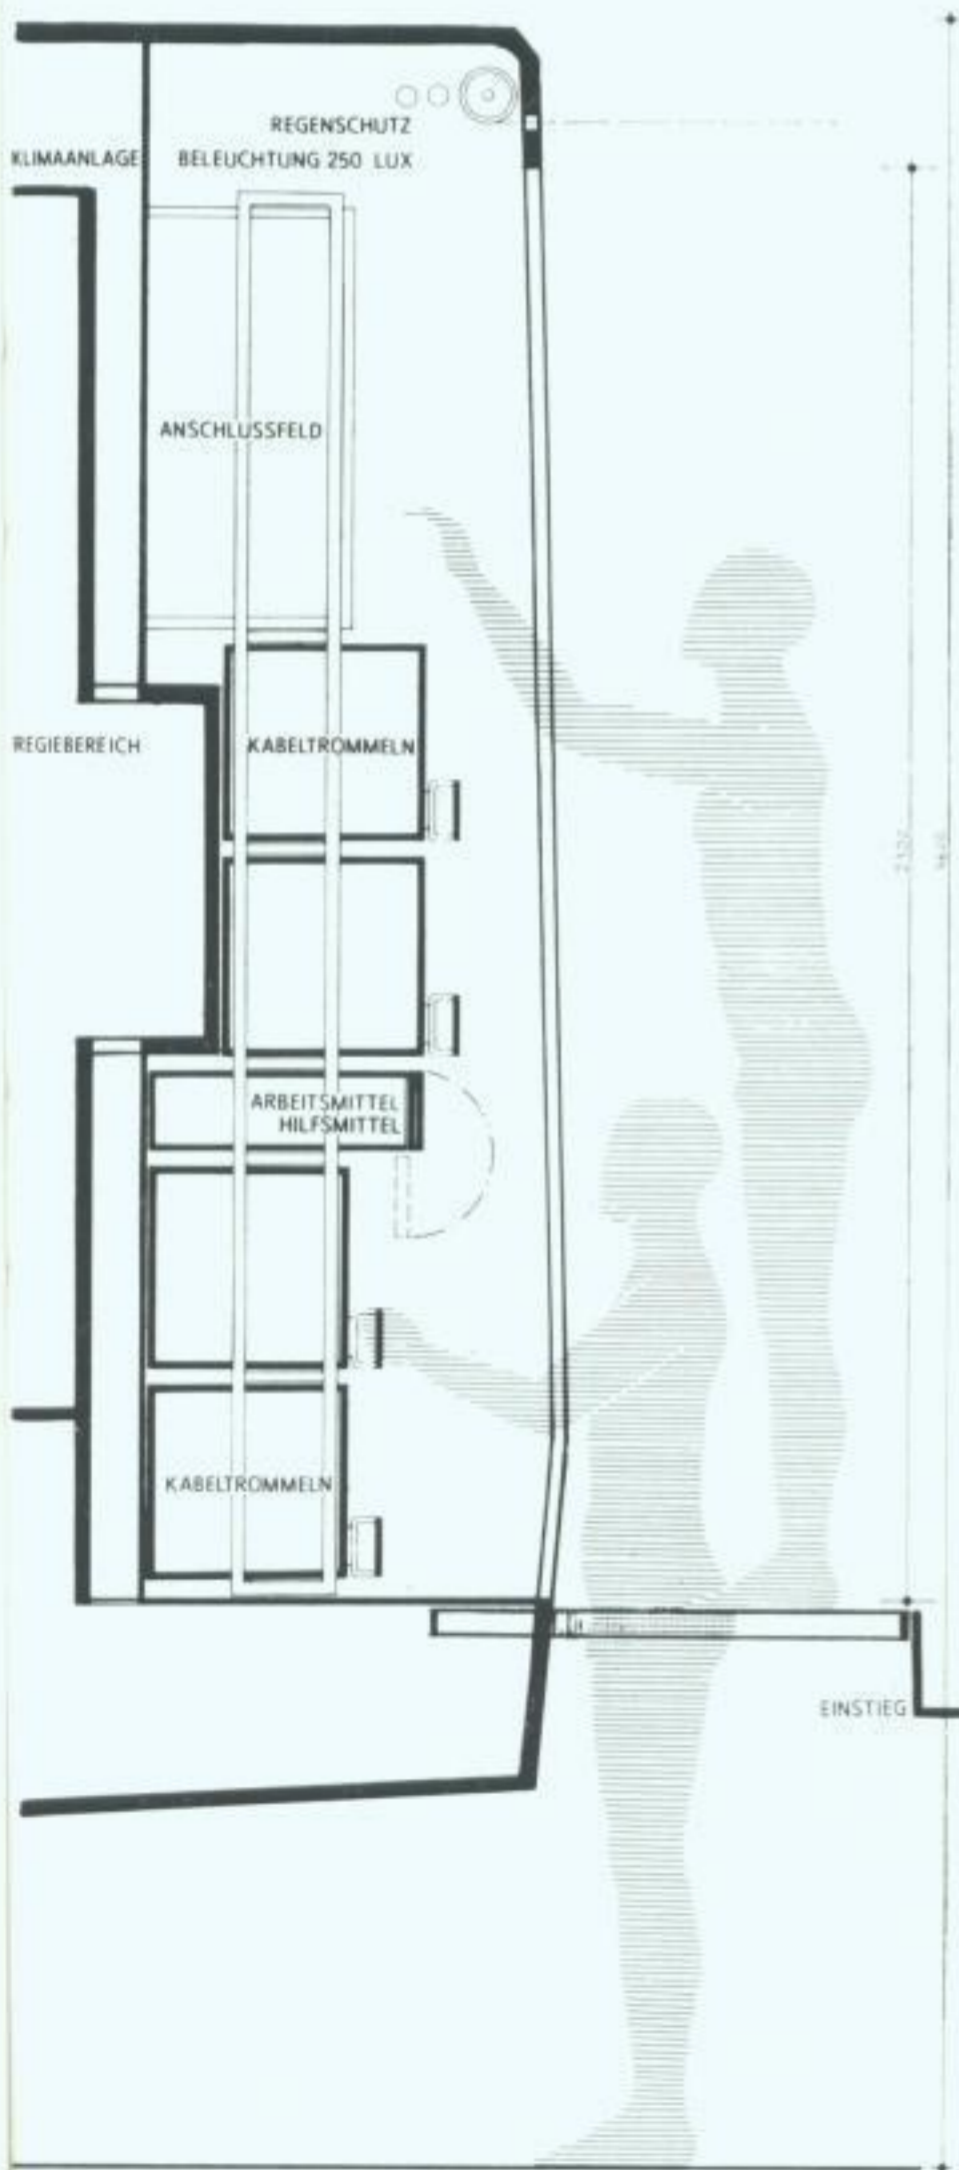 REGENSCHUTZ
KLIMAANLAGE
BELEUCHTUNG 250 LUX
ANSCHLUSSFELD
REGIEBEREICH
KABELTROMMELN
ARBEITSMITTEL
HILFSMITTEL
KABELTROMMELN
EINSTIEG